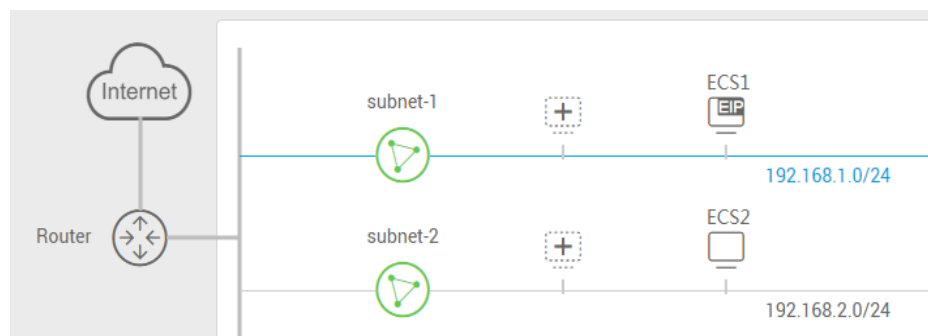 Internet
Router
subnet-1
ECS1
EIP
192.168.1.0/24
subnet-2
ECS2
192.168.2.0/24